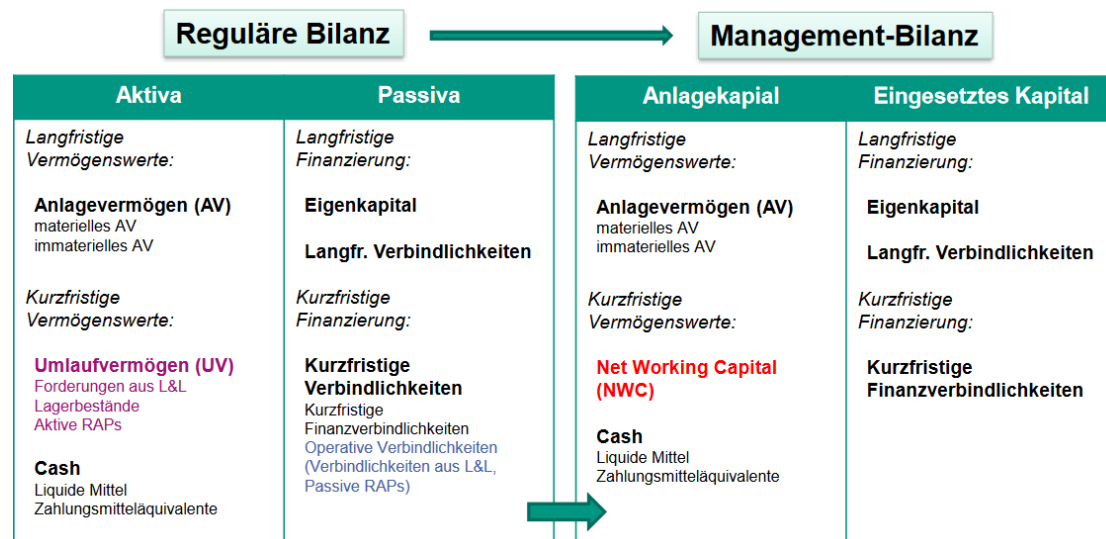 Reguläre Bilanz
Management-Bilanz
Aktiva
Passiva
Langfristige
Vermögenswerte:
Anlagevermögen (AV)
materielles AV
immaterielles AV
Kurzfristige
Vermögenswerte:
Umlaufvermögen (UV)
Forderungen aus L&L
Lagerbestände
Aktive RAPs
Cash
Liquide Mittel
Zahlungsmitteläquivalente
Langfristige
Finanzierung:
Eigenkapital
Langfr. Verbindlichkeiten
Kurzfristige
Finanzierung:
Kurzfristige
Verbindlichkeiten
Kurzfristige
Finanzverbindlichkeiten
Operative Verbindlichkeiten
(Verbindlichkeiten aus L&L,
Passive RAPs)
Anlagekapial
Eingesetztes Kapital
Langfristige
Vermögenswerte:
Anlagevermögen (AV)
materielles AV
immaterielles AV
Kurzfristige
Vermögenswerte:
Net Working Capital
(NWC)
Cash
Liquide Mittel
Zahlungsmitteläquivalente
Langfristige
Finanzierung:
Eigenkapital
Langfr. Verbindlichkeiten
Kurzfristige
Finanzierung:
Kurzfristige
Finanzverbindlichkeiten